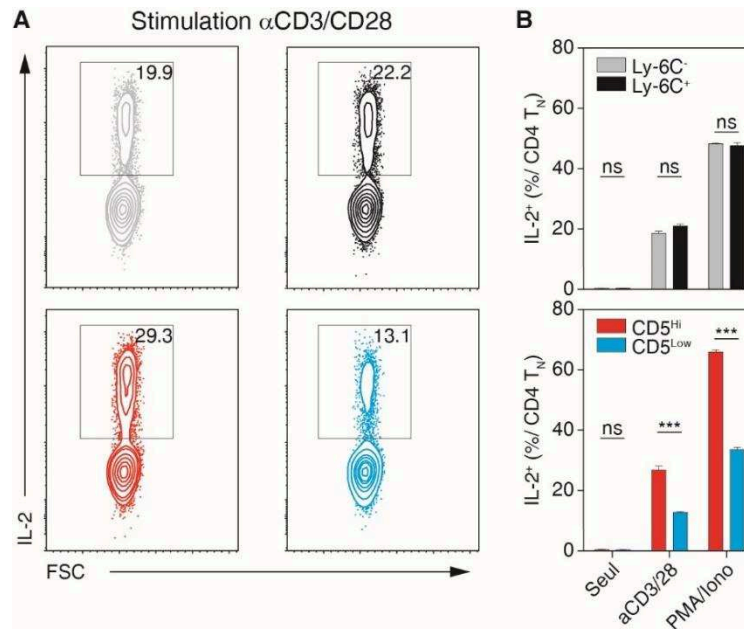 A
Stimulation αCD3/CD28
19.9
22.2
29.3
13.1
IL-2
FSC
B
Ly-6C⁻
Ly-6C⁺
80
60
40
20
0
IL-2⁺ (%/ CD4 T_N)
ns
ns
ns
CD5^Hi
CD5^Low
80
60
40
20
0
IL-2⁺ (%/ CD4 T_N)
ns
***
***
Seul
aCD3/28
PMA/Iono